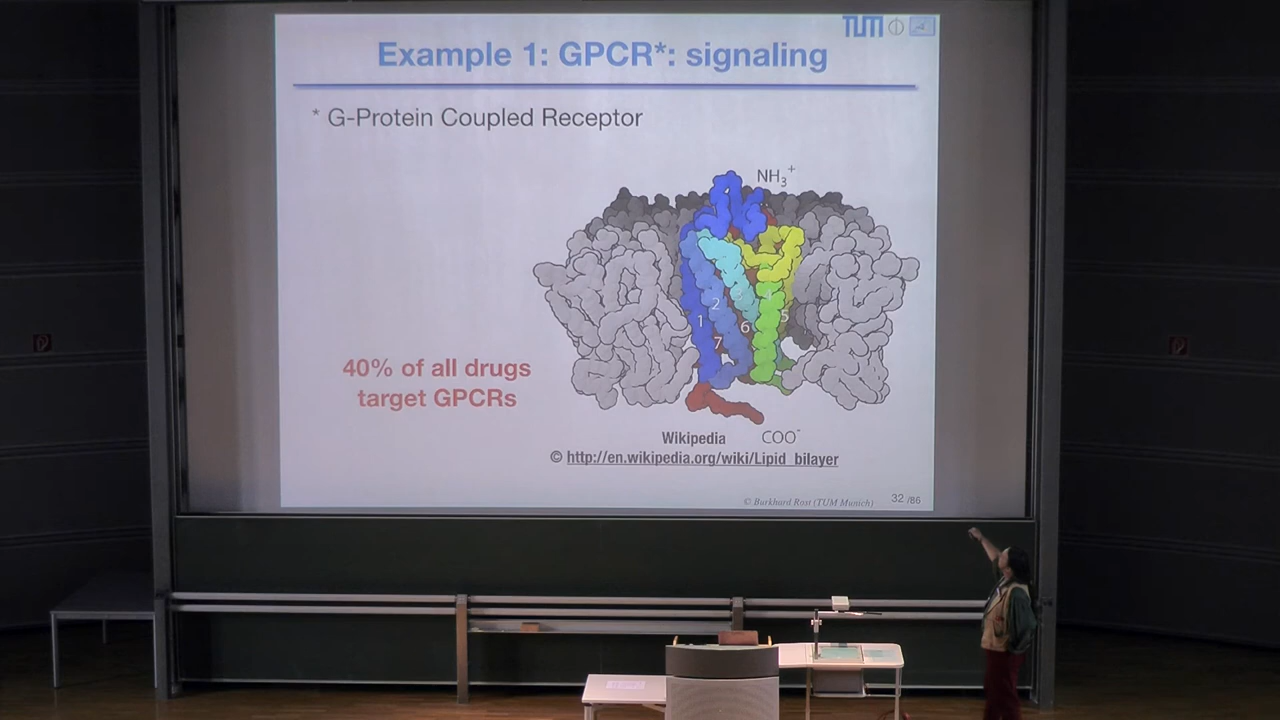 TUM
Example 1: GPCR*: signaling
* G-Protein Coupled Receptor
NH₃⁺
1
2
5
6
7
40% of all drugs
target GPCRs
Wikipedia COO⁻
© http://en.wikipedia.org/wiki/Lipid_bilayer
© Burkhard Rost (TUM Munich) 32 /86